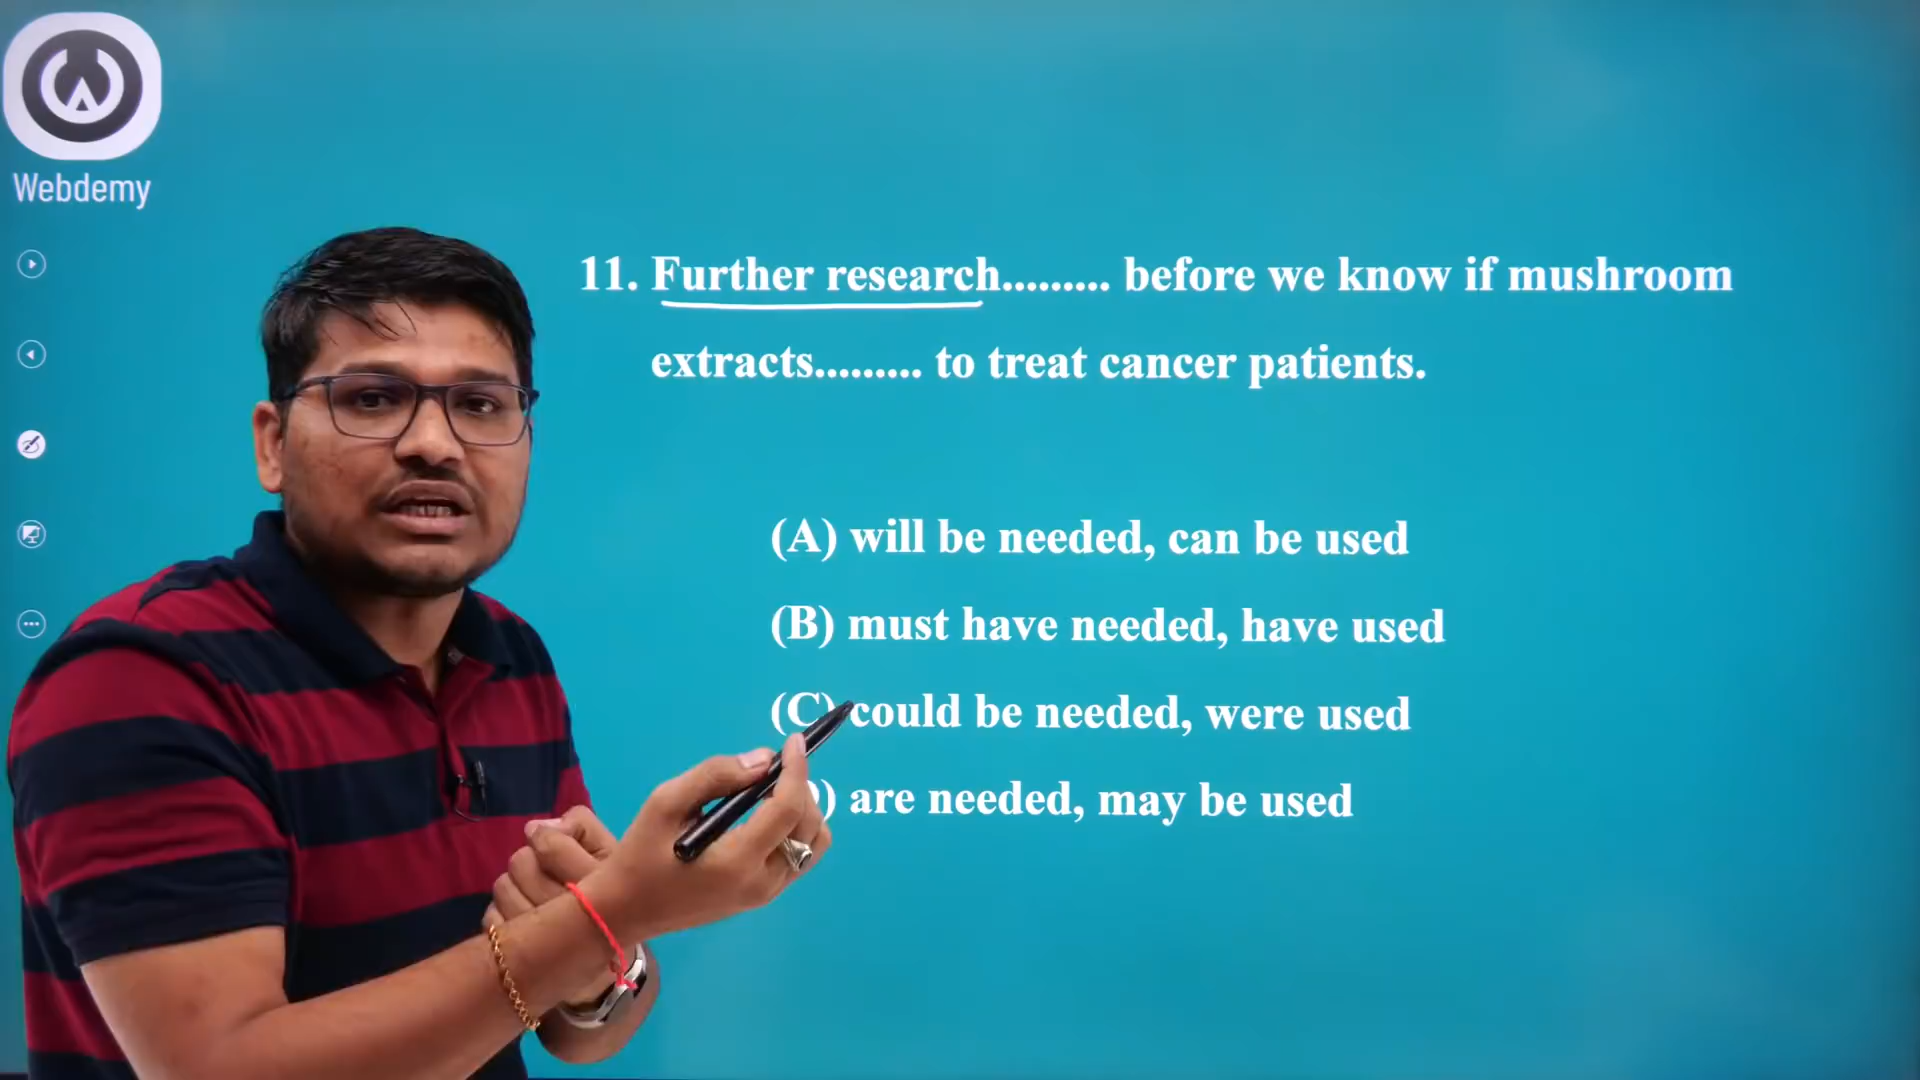 Webdemy
11. Further research......... before we know if mushroom
extracts......... to treat cancer patients.
(A) will be needed, can be used
(B) must have needed, have used
(C) could be needed, were used
) are needed, may be used